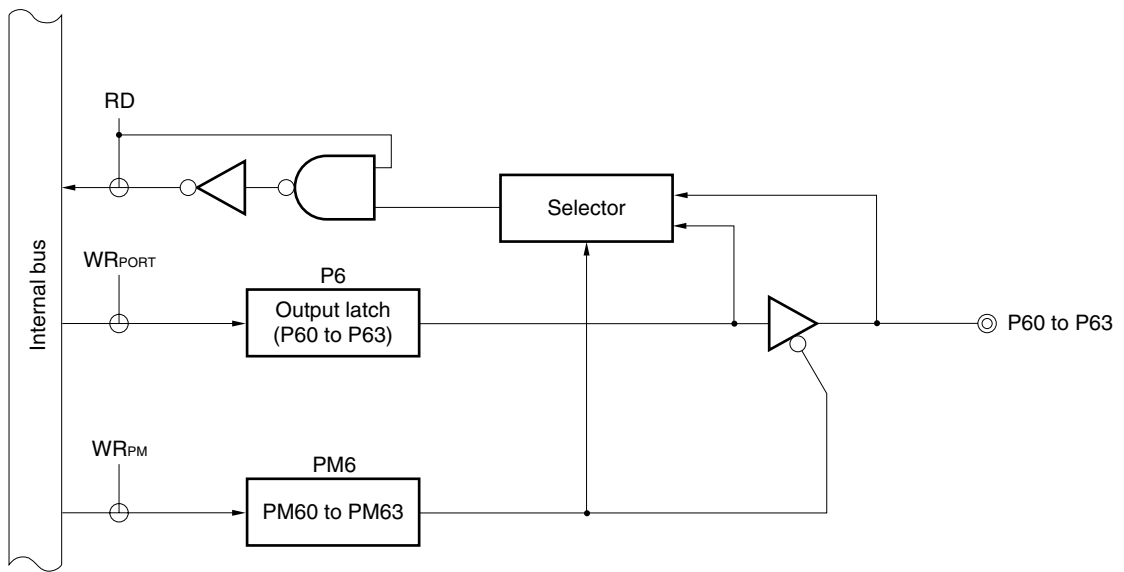 RD
Selector
Internal bus
WRPORT
P6
Output latch
(P60 to P63)
P60 to P63
WRPM
PM6
PM60 to PM63